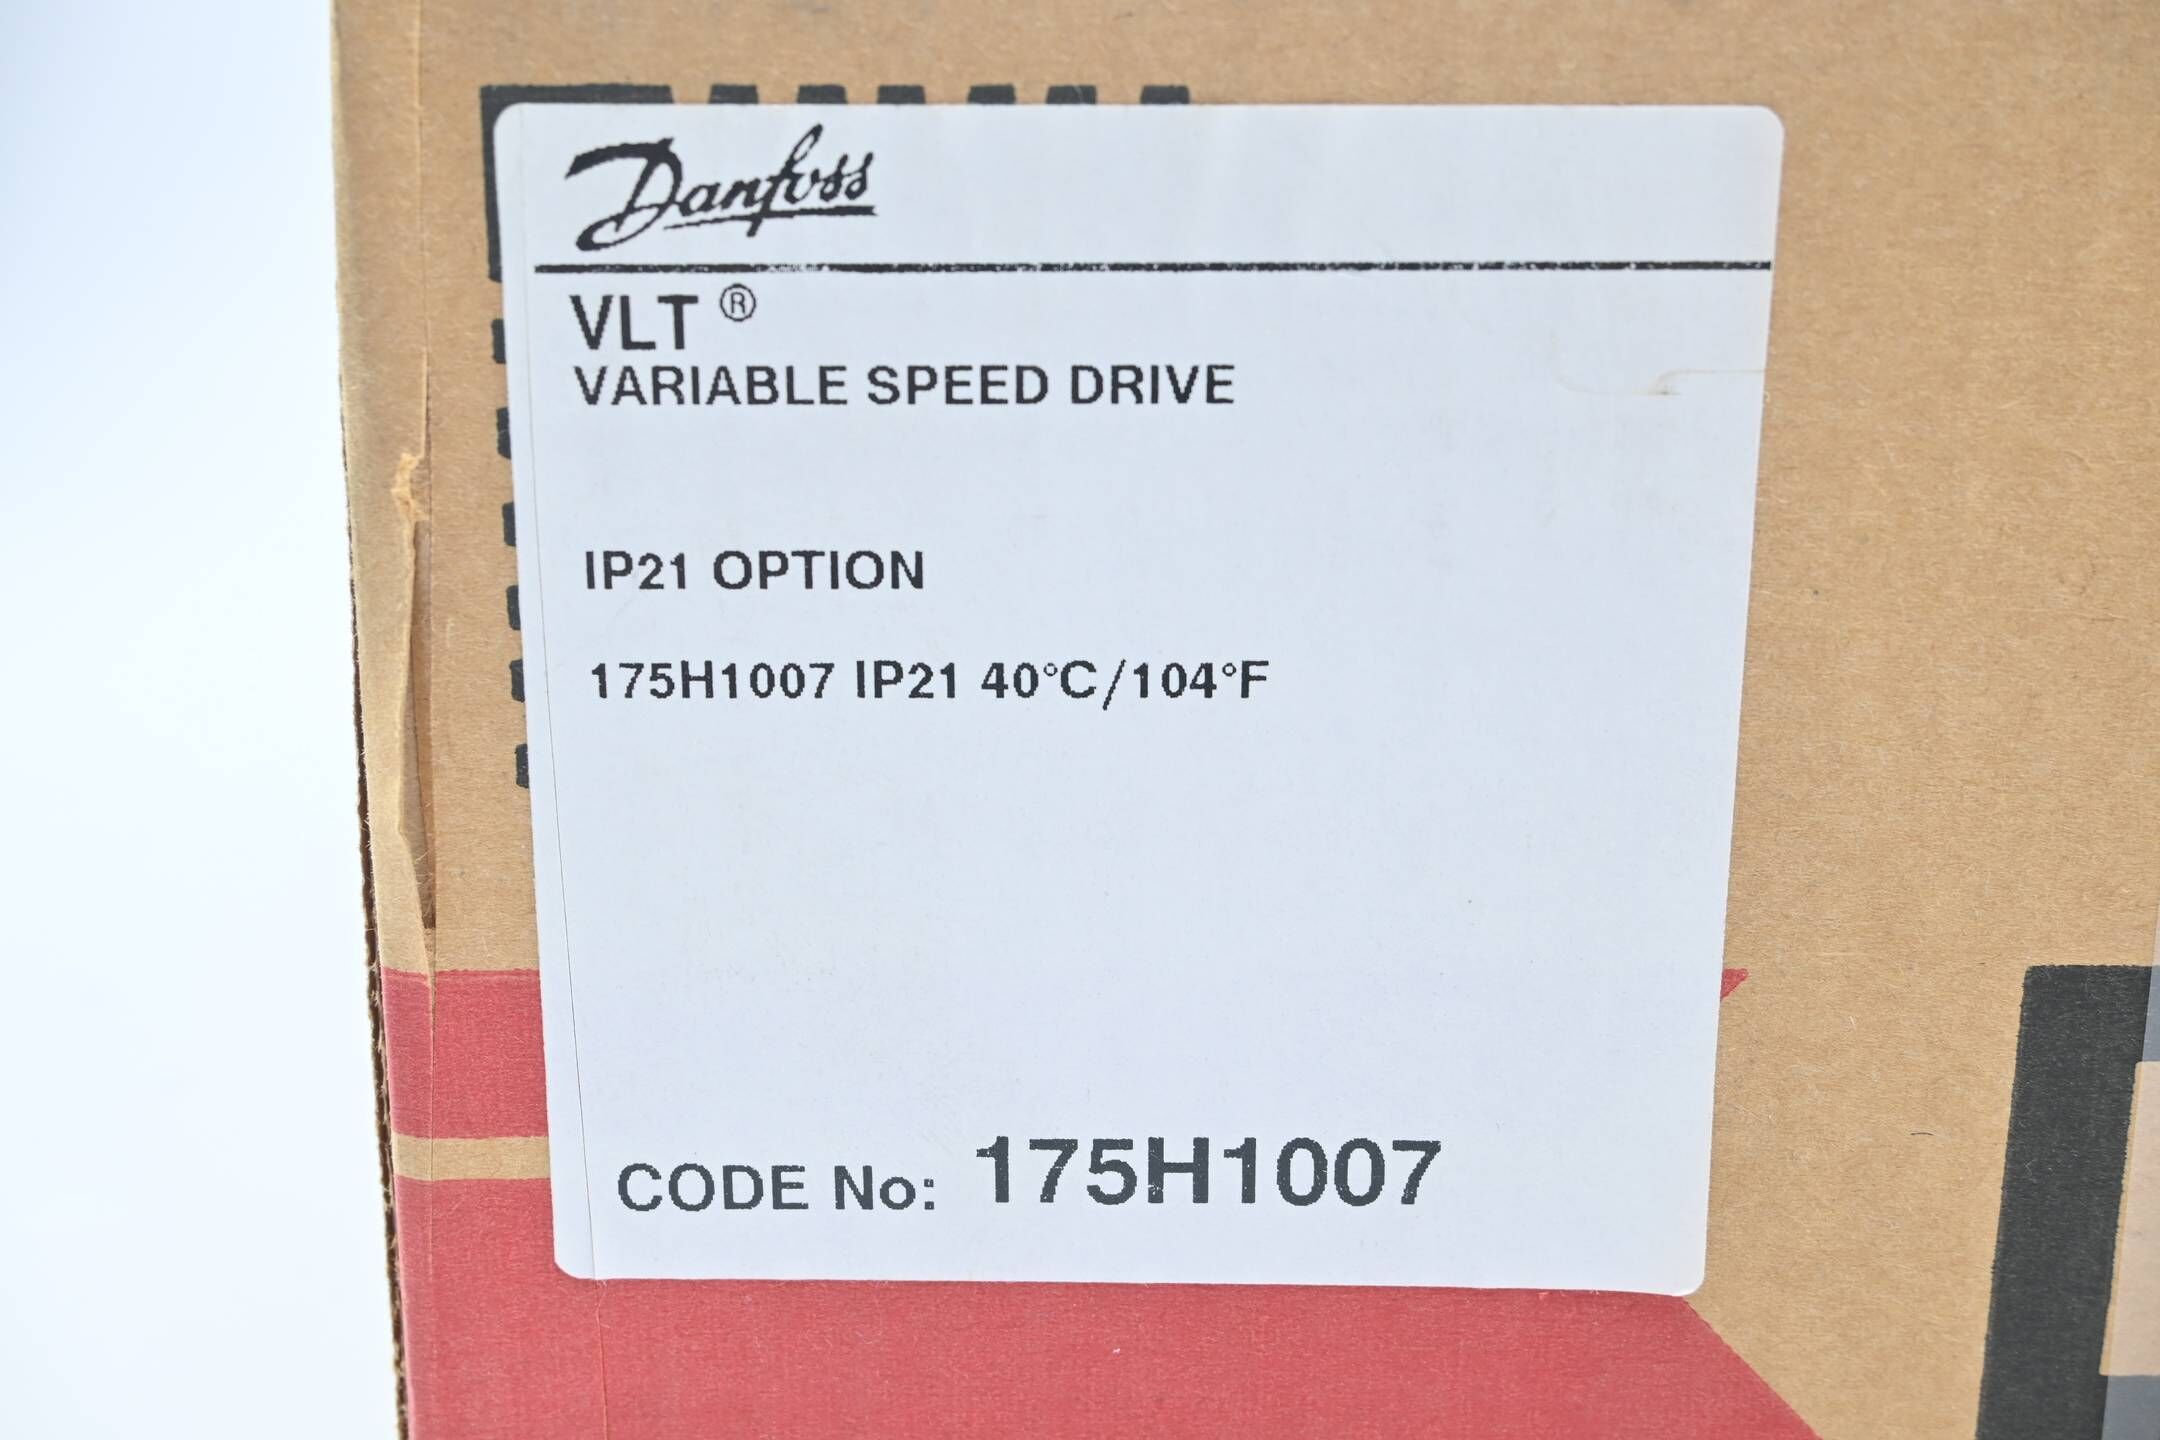 Danfoss
VLT ®
VARIABLE SPEED DRIVE
IP21 OPTION
175H1007 IP21 40°C/104°F
CODE No: 175H1007